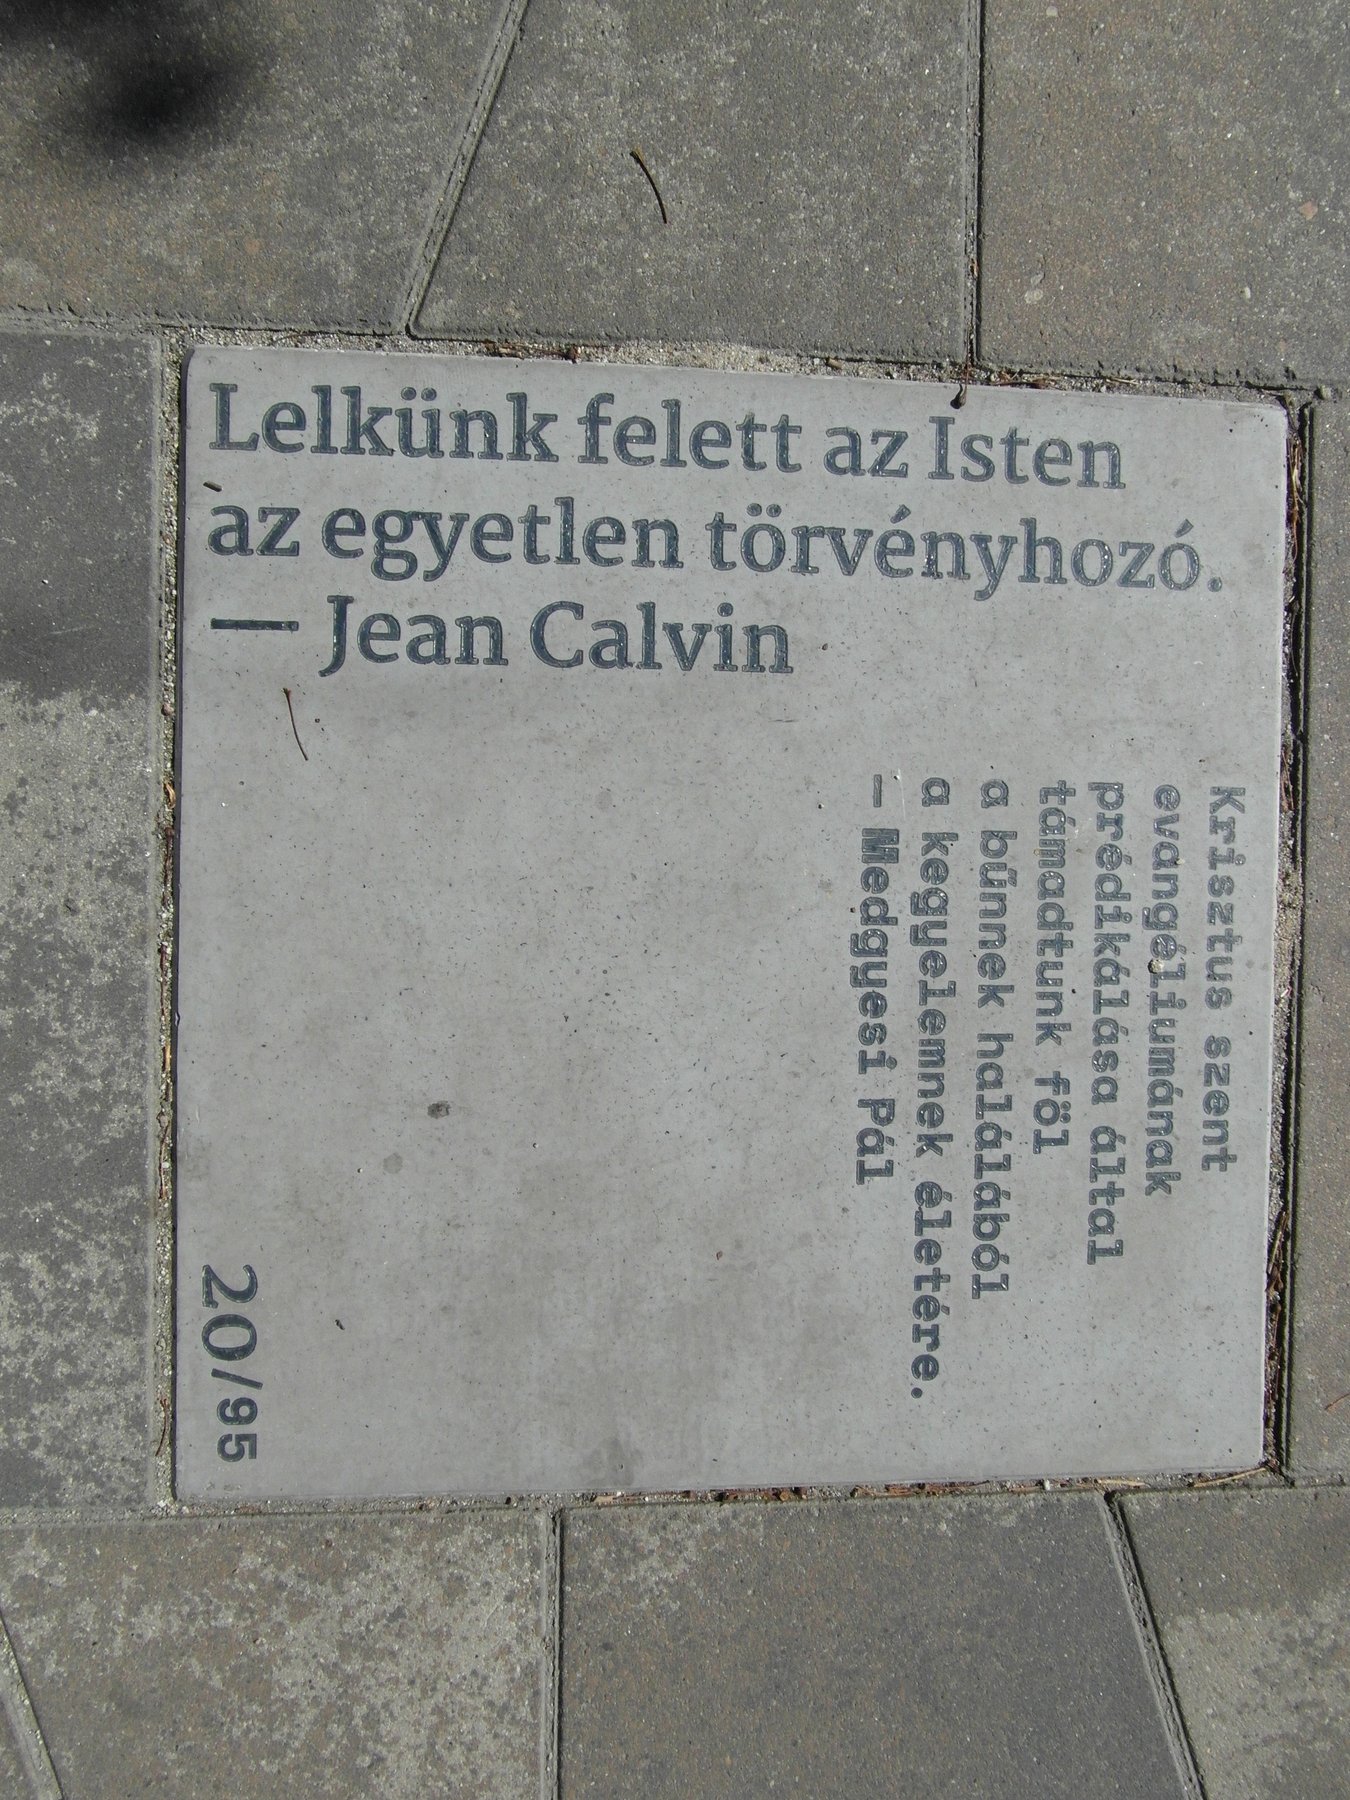 Lelkünk felett az Isten
az egyetlen törvényhozó.
— Jean Calvin
Krisztus szent
evangéliumának
prédikálása által
támadtunk föl
a bűnnek halálából
a kegyelemnek életére.
— Medgyesi Pál
20/95